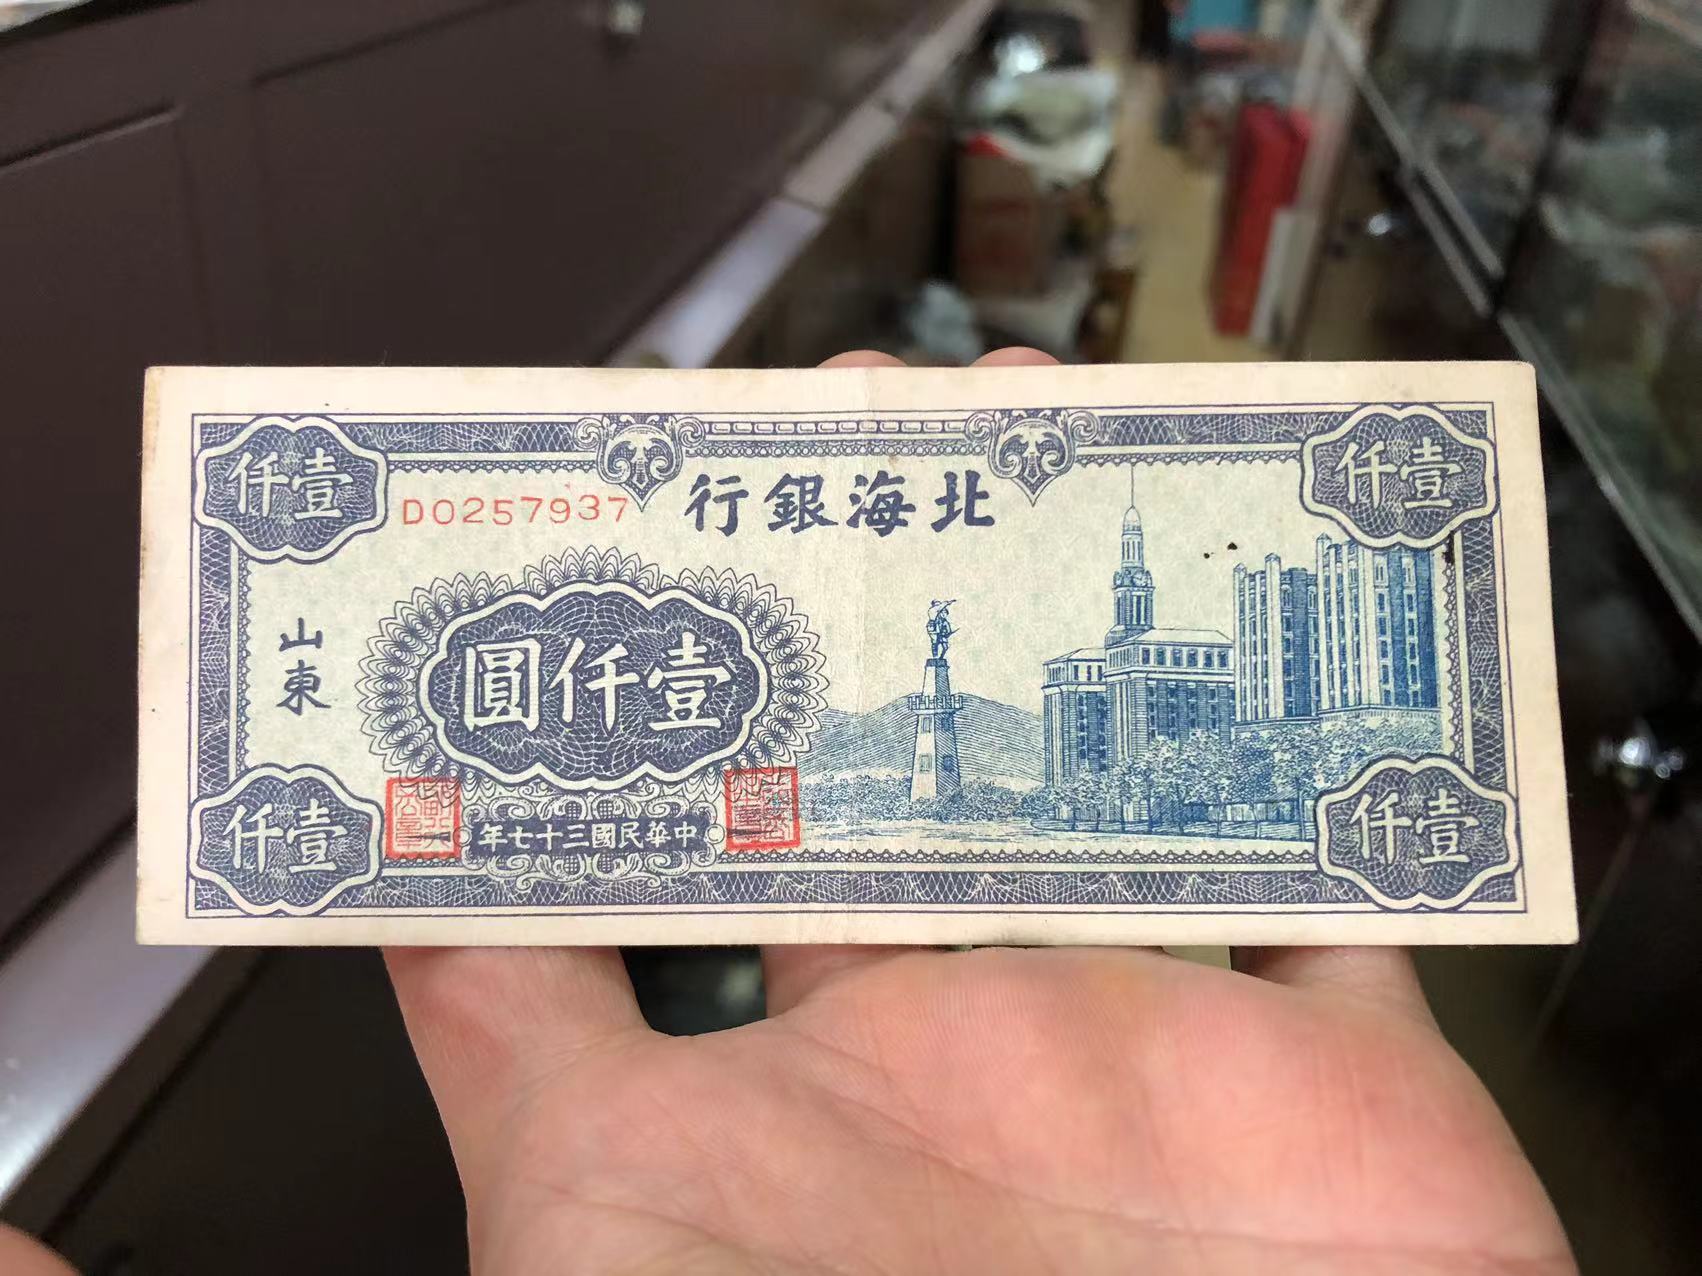 仟壹
仟壹
D0257937
行銀海北
山東
圓仟壹
年七十三國民華中
仟壹
仟壹